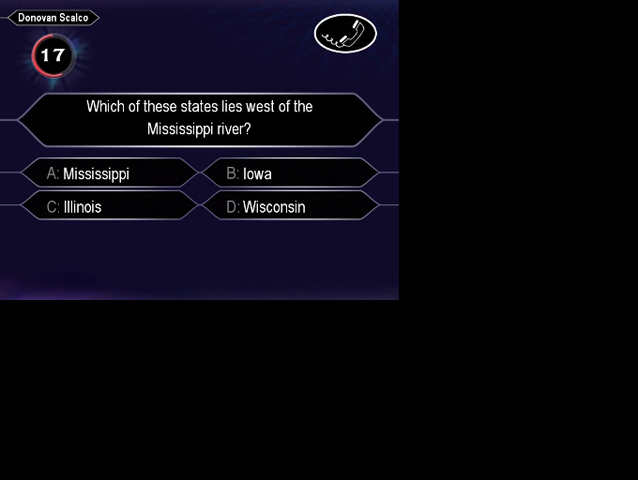 Donovan Scalco
17
Which of these states lies west of the
Mississippi river?
A: Mississippi
B: Iowa
C: Illinois
D: Wisconsin